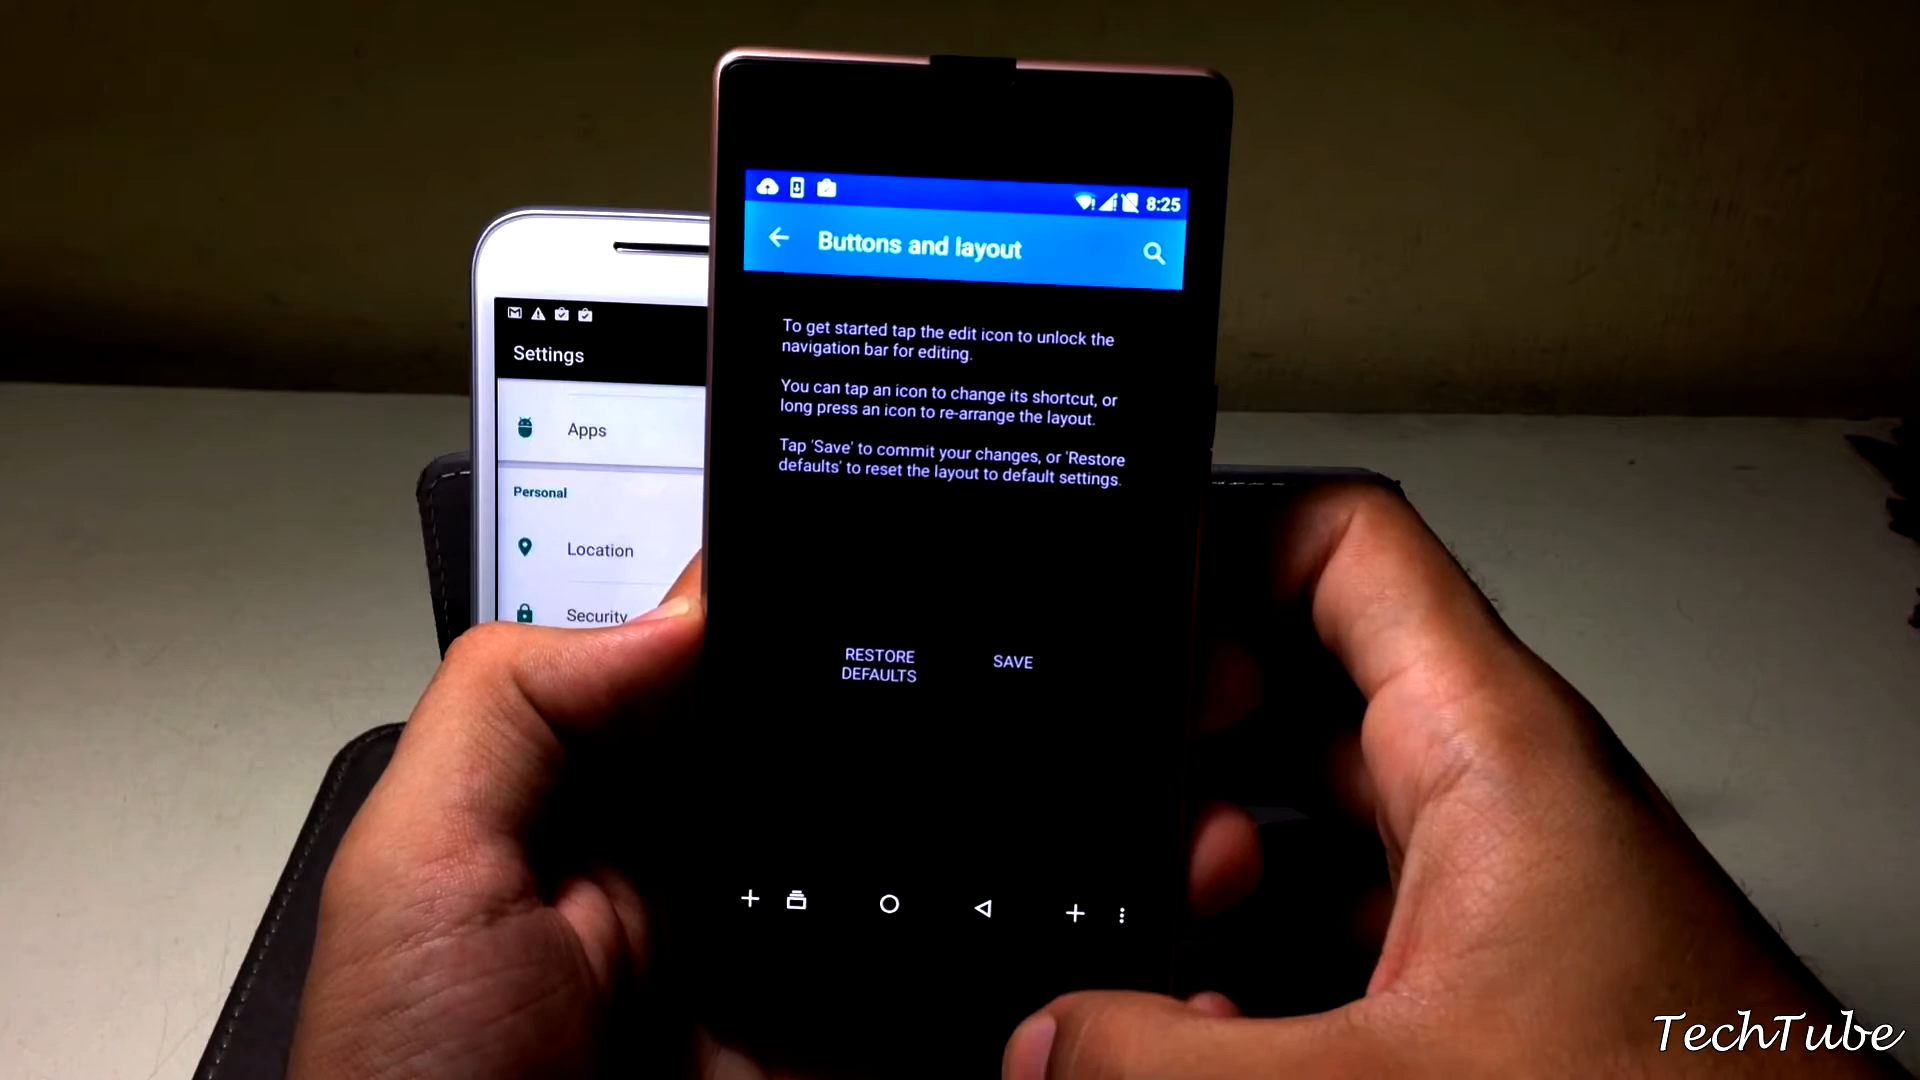 8:25
Buttons and layout
To get started tap the edit icon to unlock the
navigation bar for editing.
You can tap an icon to change its shortcut, or
long press an icon to re-arrange the layout.
Tap 'Save' to commit your changes, or 'Restore
defaults' to reset the layout to default settings.
RESTORE
DEFAULTS
SAVE
Settings
Apps
Personal
Location
Security
TechTube